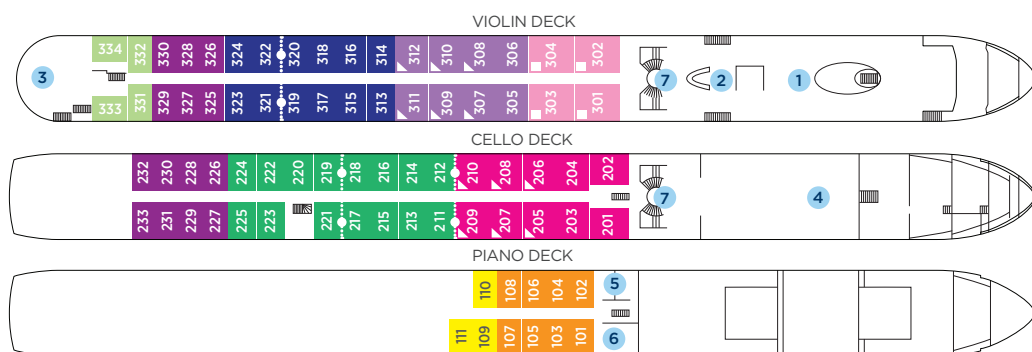 VIOLIN DECK
334 332 330 328 326 324 322 320 318 316 314 312 310 308 306 304 302
3 7 2 1
333 331 329 327 325 323 321 319 317 315 313 311 309 307 305 303 301
CELLO DECK
232 230 228 226 224 222 220 219 218 216 214 212 210 208 206 204 202
7 4
233 231 229 227 225 223 221 217 215 213 211 209 207 205 203 201
PIANO DECK
110 108 106 104 102 5
111 109 107 105 103 101 6